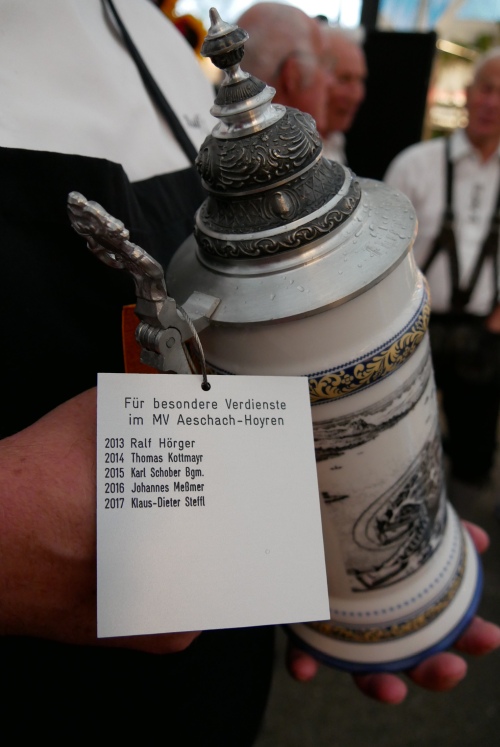 Für besondere Verdienste
im MV Aeschach-Hoyren
2013 Ralf Hörger
2014 Thomas Kottmayr
2015 Karl Schober Bgm.
2016 Johannes Meßmer
2017 Klaus-Dieter Steffl